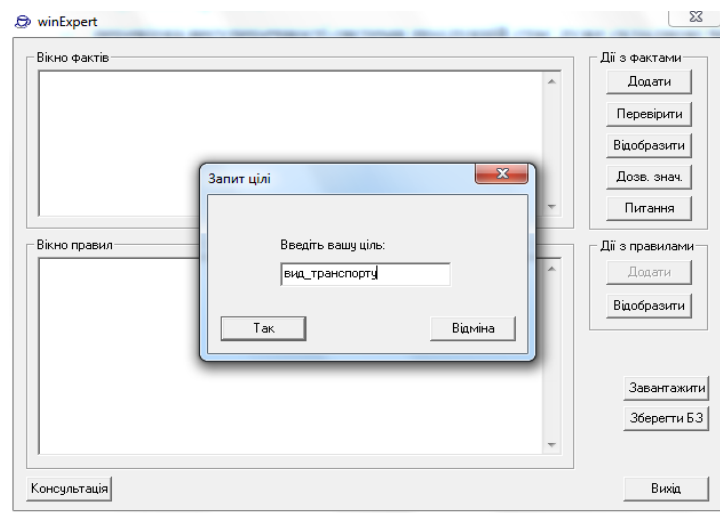 winExpert
Вікно фактів
Дії з фактами
Додати
Перевірити
Відобразити
Дозв. знач.
Питання
Запит цілі
Введіть вашу ціль:
вид_транспорту
Так
Відміна
Вікно правил
Дії з правилами
Додати
Відобразити
Завантажити
Зберегти БЗ
Консультація
Вихід